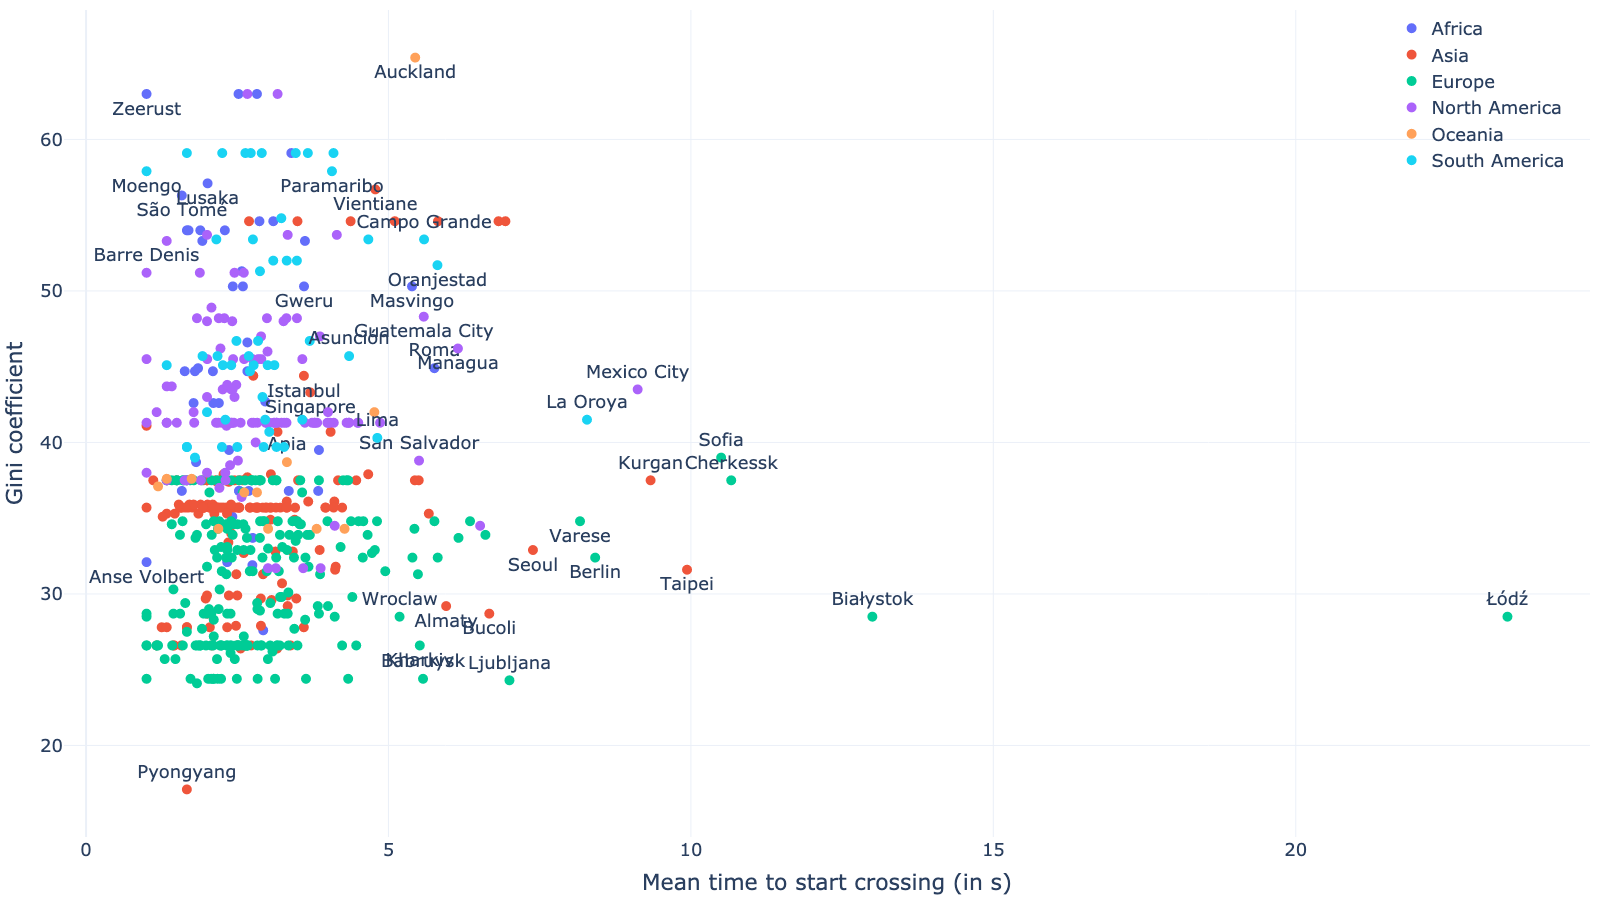 Auckland
Zeerust
Moengo
Paramaribo
Lusaka
São Tomé
Vientiane
Campo Grande
Barre Denis
Oranjestad
Gweru
Masvingo
Guatemala City
Asunción
Roma
Managua
Mexico City
Istanbul
Singapore
La Oroya
Lima
Apia
San Salvador
Sofia
Kurgan
Cherkessk
Varese
Seoul
Berlin
Taipei
Anse Volbert
Wroclaw
Almaty
Bucoli
Białystok
Łódź
Babruysk
Kharkiv
Ljubljana
Pyongyang
Africa
Asia
Europe
North America
Oceania
South America
60
50
40
30
20
0
5
10
15
20
Mean time to start crossing (in s)
Gini coefficient